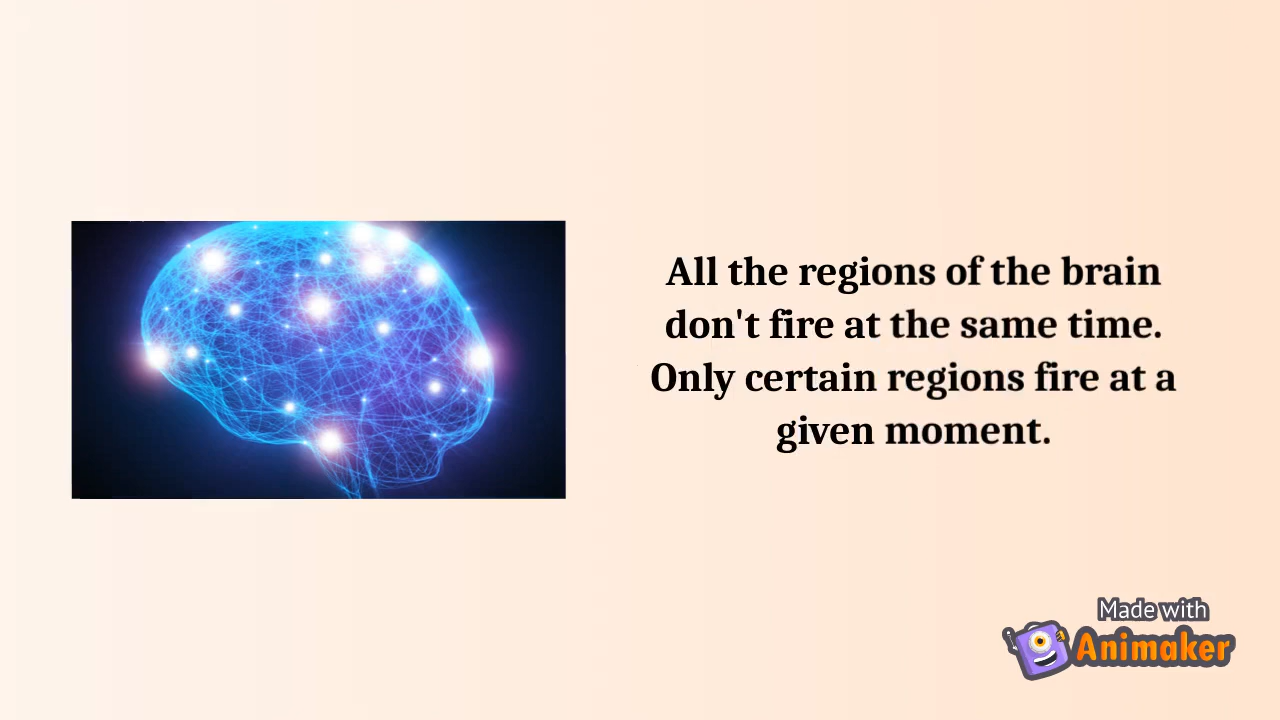 All the regions of the brain
don't fire at the same time.
Only certain regions fire at a
given moment.
Made with
Animaker